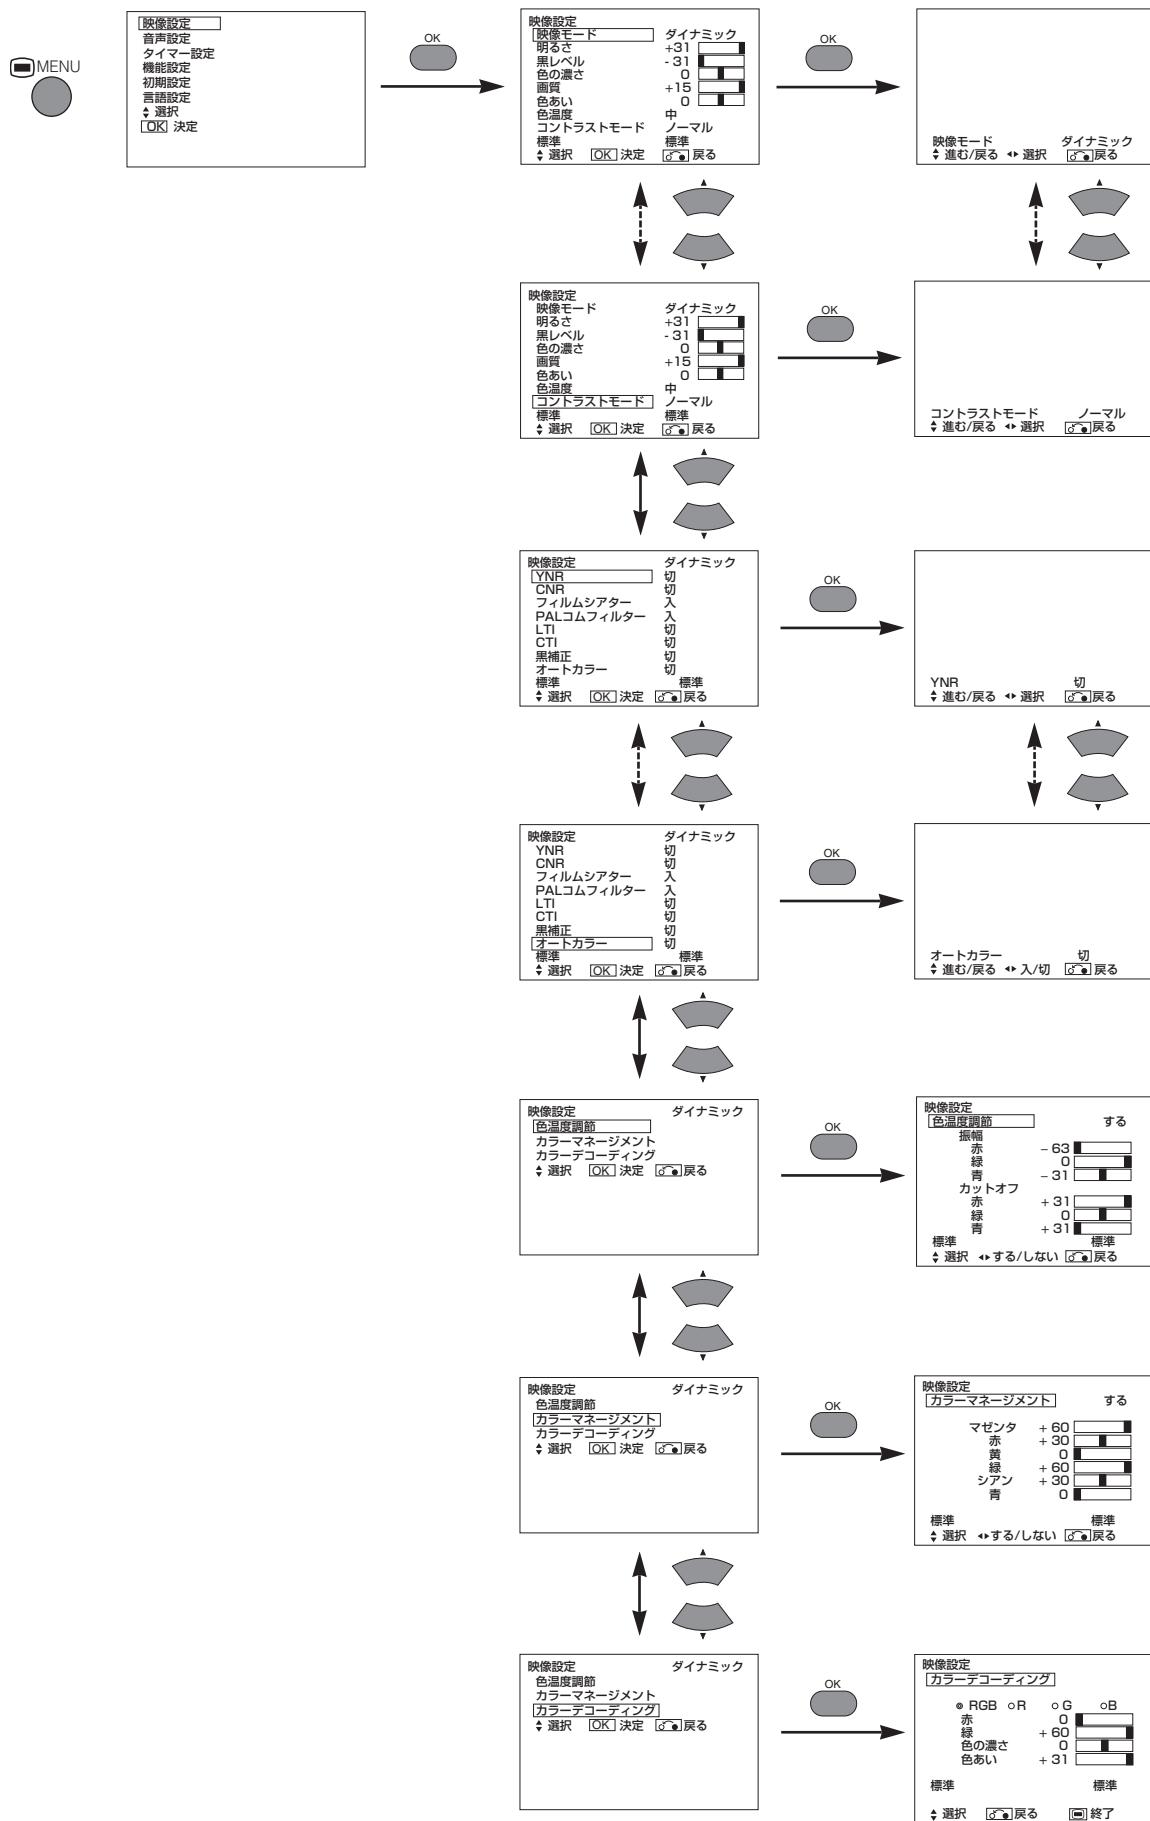 MENU
映像設定
音声設定
タイマー設定
機能設定
初期設定
言語設定
選択
OK 決定
OK
映像設定
映像モード ダイナミック
明るさ +31
黒レベル - 31
色の濃さ 0
画質 +15
色あい 0
色温度 中
コントラストモード ノーマル
標準 標準
選択 OK 決定 戻る
OK
映像モード ダイナミック
進む/戻る 選択 戻る
映像設定
映像モード ダイナミック
明るさ +31
黒レベル - 31
色の濃さ 0
画質 +15
色あい 0
色温度 中
コントラストモード ノーマル
標準 標準
選択 OK 決定 戻る
OK
コントラストモード ノーマル
進む/戻る 選択 戻る
映像設定 ダイナミック
YNR 切
CNR 切
フィルムシアター 入
PALコムフィルター 入
LTI 切
CTI 切
黒補正 切
オートカラー 切
標準 標準
選択 OK 決定 戻る
OK
YNR 切
進む/戻る 選択 戻る
映像設定 ダイナミック
YNR 切
CNR 切
フィルムシアター 入
PALコムフィルター 入
LTI 切
CTI 切
黒補正 切
オートカラー 切
標準 標準
選択 OK 決定 戻る
OK
オートカラー 切
進む/戻る 入/切 戻る
映像設定 ダイナミック
色温度調節
カラーマネージメント
カラーデコーディング
選択 OK 決定 戻る
OK
映像設定
色温度調節 する
振幅
赤 – 63
緑 0
青 – 31
カットオフ
赤 + 31
緑 0
青 + 31
標準 標準
選択 する/しない 戻る
映像設定 ダイナミック
色温度調節
カラーマネージメント
カラーデコーディング
選択 OK 決定 戻る
OK
映像設定
カラーマネージメント する
マゼンタ + 60
赤 + 30
黄 0
緑 + 60
シアン + 30
青 0
標準 標準
選択 する/しない 戻る
映像設定 ダイナミック
色温度調節
カラーマネージメント
カラーデコーディング
選択 OK 決定 戻る
OK
映像設定
カラーデコーディング
RGB R G B
赤 0
緑 + 60
色の濃さ 0
色あい + 31
標準 標準
選択 戻る 終了